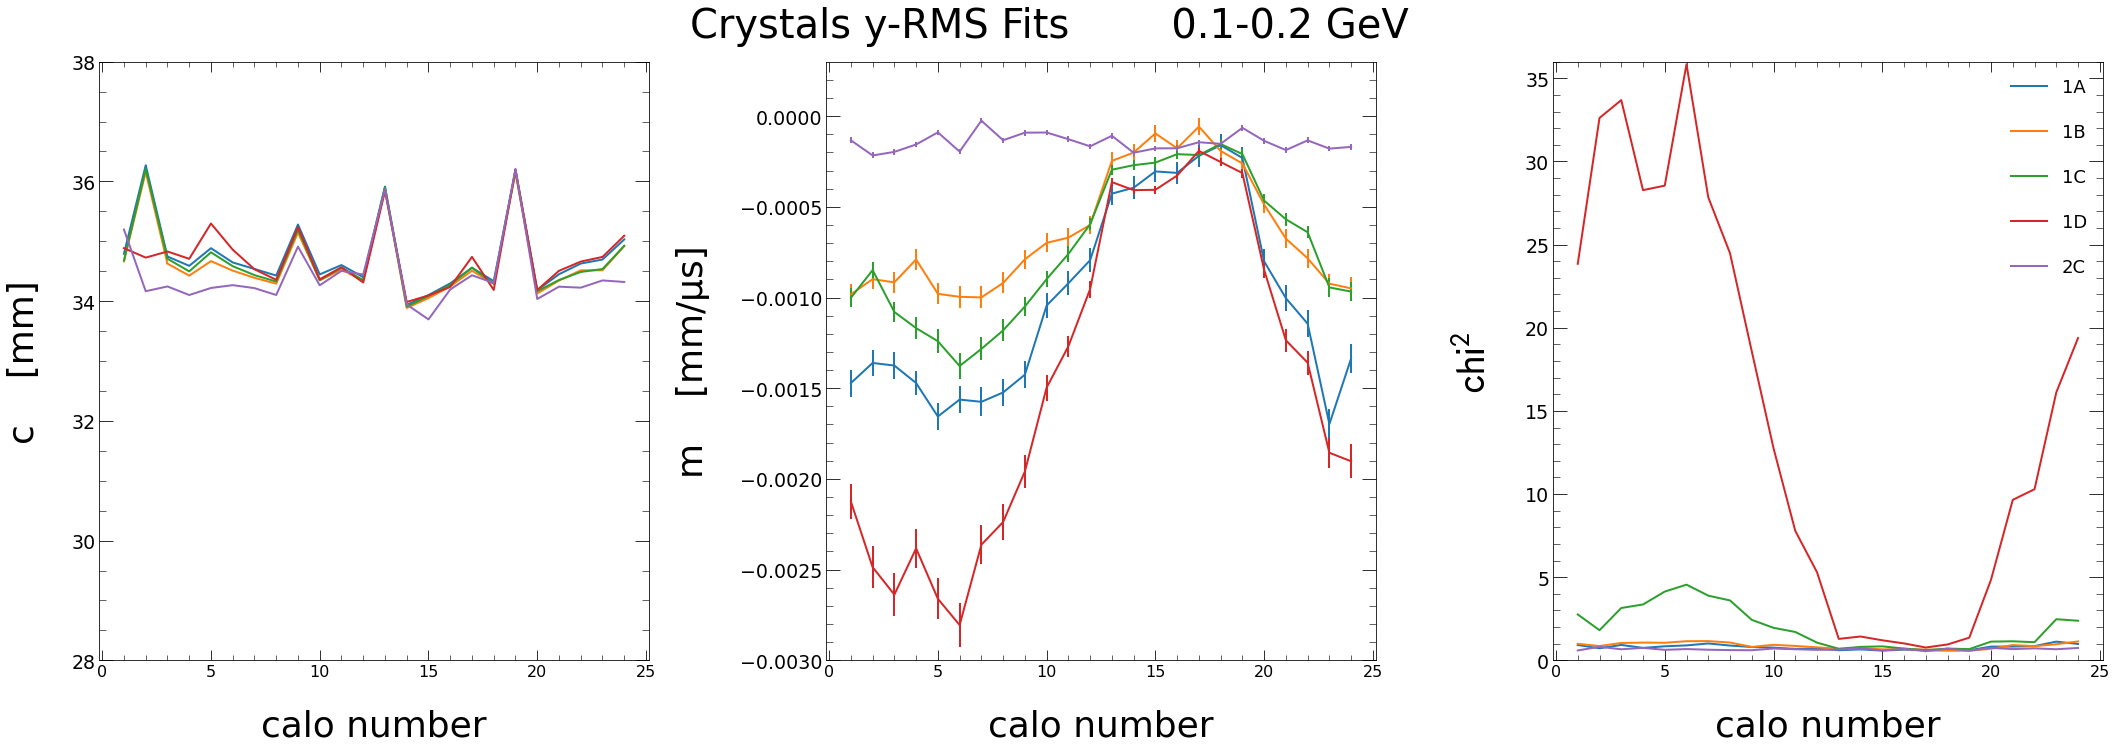 Crystals y-RMS Fits 0.1-0.2 GeV
c [mm]
38
36
34
32
30
28
0 5 10 15 20 25
calo number
m [mm/µs]
0.0000
−0.0005
−0.0010
−0.0015
−0.0020
−0.0025
−0.0030
0 5 10 15 20 25
calo number
chi²
35
30
25
20
15
10
5
0
0 5 10 15 20 25
calo number
1A
1B
1C
1D
2C